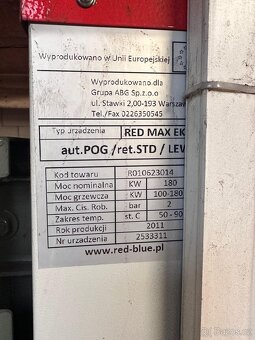 Wyprodukowano w Unii Europejskiej
Wyprodukowano dla
Grupa ABG Sp.z.o.o
ul. Stawki 2,00-193 Warszaw
Tel./Fax 0226350545
Typ urządzenia RED MAX EK
aut.POG /ret.STD / LEW
Kod towaru R010623014
Moc nominalna KW 180
Moc grzewcza KW 100-180
Max. Cis. Rob. bar 2
Zakres temp. st. C 50 - 90
Rok produkcji 2011
Nr urzadzenia 2533311
www.red-blue.pl